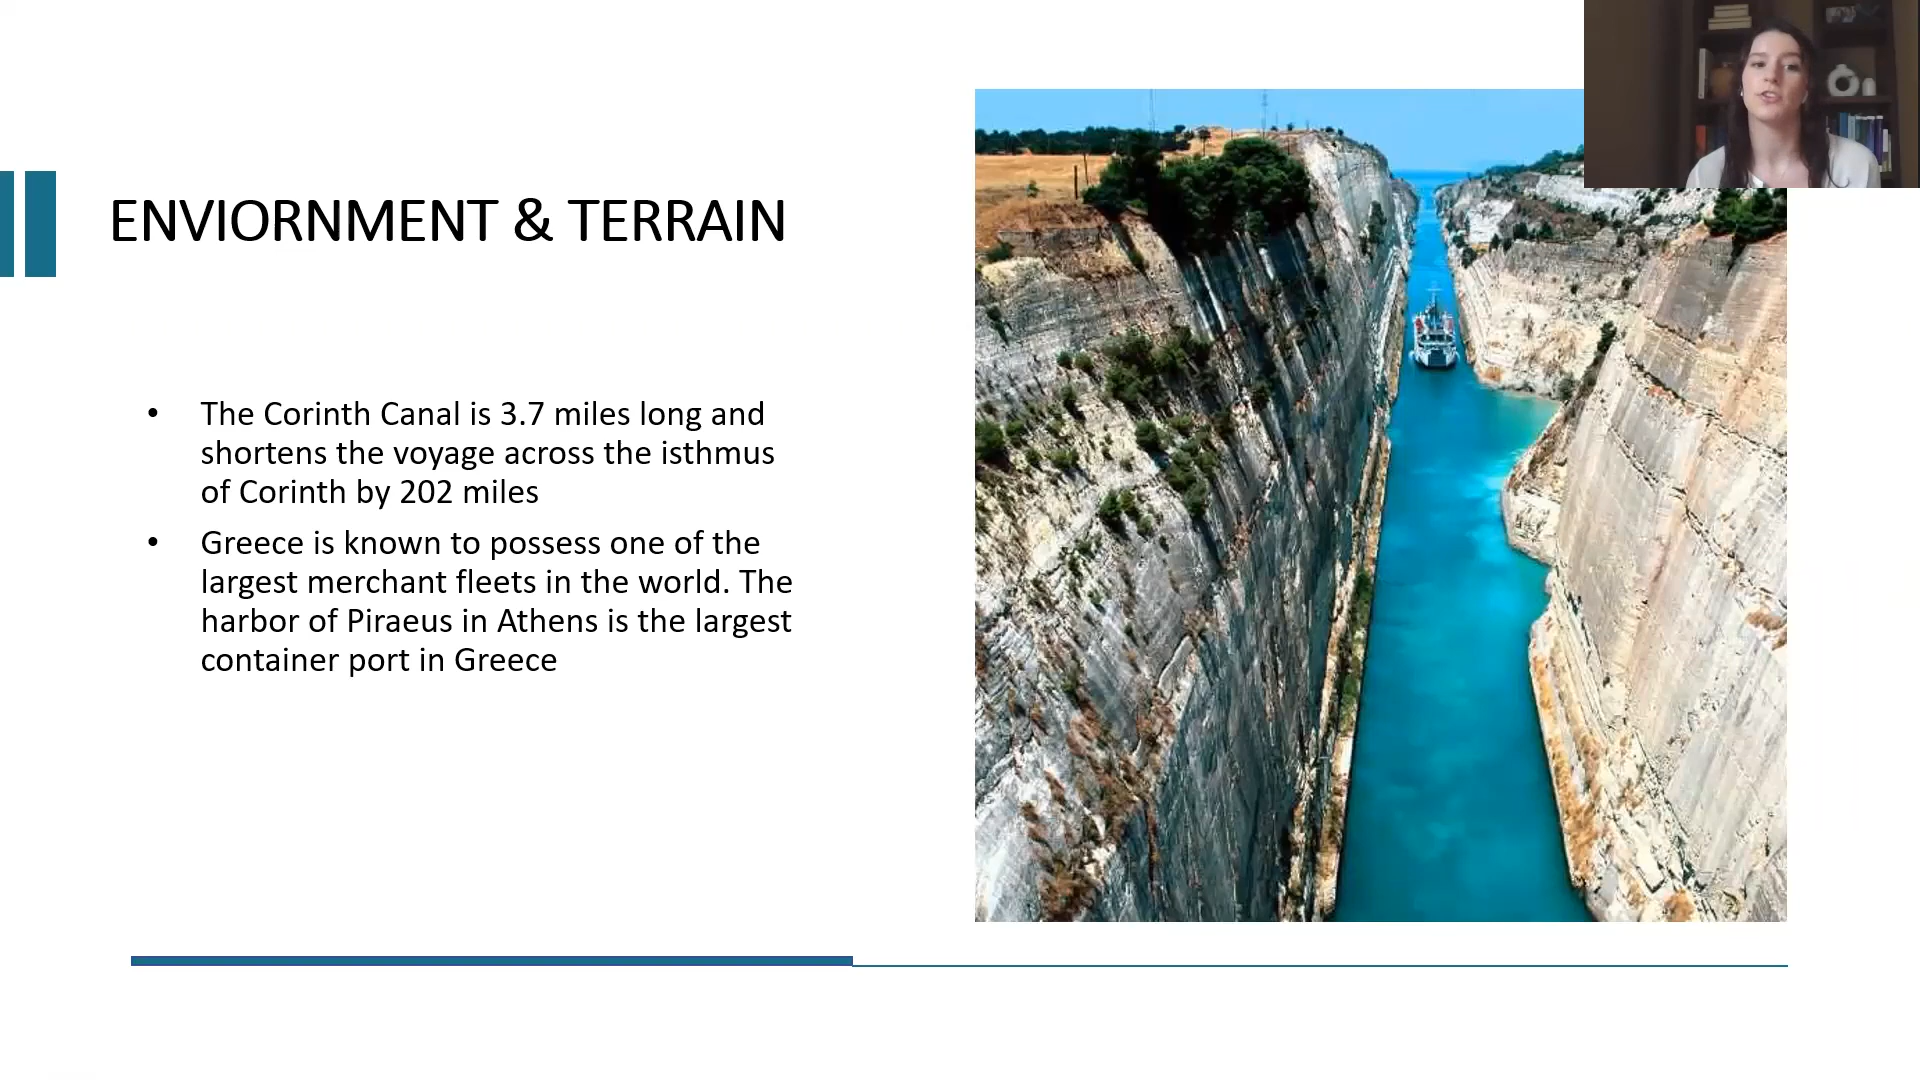 ENVIORNMENT & TERRAIN
• The Corinth Canal is 3.7 miles long and
shortens the voyage across the isthmus
of Corinth by 202 miles
• Greece is known to possess one of the
largest merchant fleets in the world. The
harbor of Piraeus in Athens is the largest
container port in Greece